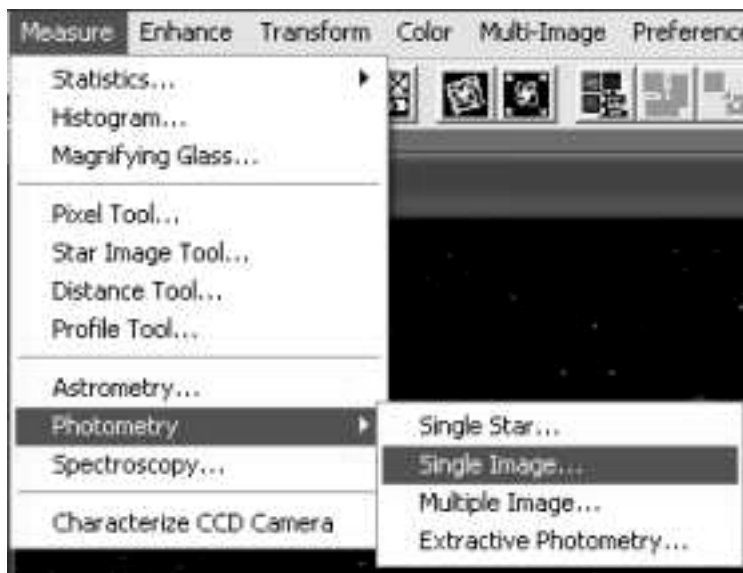 Measure Enhance Transform Color Multi-Image Preference
Statistics...
Histogram...
Magnifying Glass...
Pixel Tool...
Star Image Tool...
Distance Tool...
Profile Tool...
Astrometry...
Photometry
Spectroscopy...
Characterize CCD Camera
Single Star...
Single Image...
Multiple Image...
Extractive Photometry...